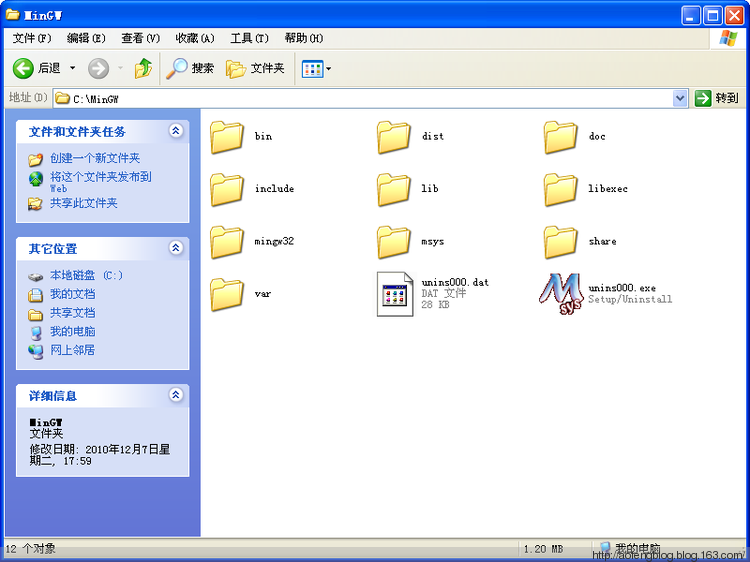 MinGW
文件(F) 编辑(E) 查看(V) 收藏(A) 工具(T) 帮助(H)
后退 搜索 文件夹
地址(D) C:\MinGW 转到
文件和文件夹任务
创建一个新文件夹
将这个文件夹发布到
Web
共享此文件夹
其它位置
本地磁盘 (C:)
我的文档
共享文档
我的电脑
网上邻居
详细信息
MinGW
文件夹
修改日期: 2010年12月7日星
期二, 17:59
bin dist doc
include lib libexec
mingw32 msys share
var
unins000.dat
DAT 文件
28 KB
Msys
unins000.exe
Setup/Uninstall
12 个对象 1.20 MB 我的电脑
http://aofengblog.blog.163.com/